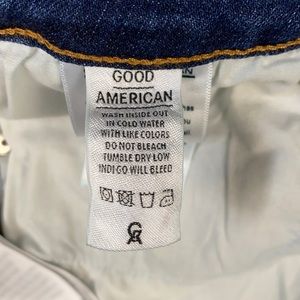 GOOD
AMERICAN
WASH INSIDE OUT
IN COLD WATER
WITH LIKE COLORS
DO NOT BLEACH
TUMBLE DRY LOW
INDIGO WILL BLEED